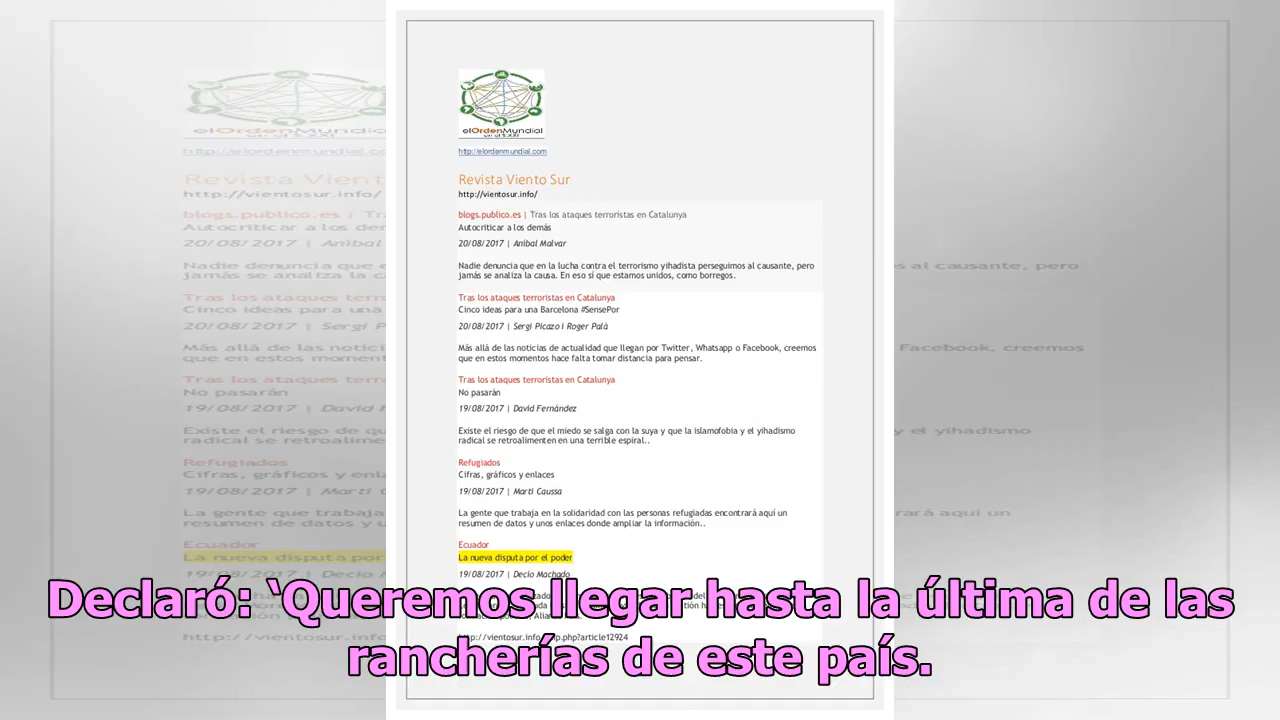 elOrdenMundial
http://elordenmundial.com
Revista Viento Sur
http://vientosur.info/
blogs.publico.es | Tras los ataques terroristas en Catalunya
Autocriticar a los demás
20/08/2017 | Aníbal Malvar
Nadie denuncia que en la lucha contra el terrorismo yihadista perseguimos al causante, pero
jamás se analiza la causa. En eso sí que estamos unidos, como borregos.
Tras los ataques terroristas en Catalunya
Cinco ideas para una Barcelona #SensePor
20/08/2017 | Sergi Picazo i Roger Palà
Más allá de las noticias de actualidad que llegan por Twitter, Whatsapp o Facebook, creemos
que en estos momentos hace falta tomar distancia para pensar.
Tras los ataques terroristas en Catalunya
No pasarán
19/08/2017 | David Fernàndez
Existe el riesgo de que el miedo se salga con la suya y que la islamofobia y el yihadismo
radical se retroalimenten en una terrible espiral..
Refugiados
Cifras, gráficos y enlaces
19/08/2017 | Martí Caussa
La gente que trabaja en la solidaridad con las personas refugiadas encontrará aquí un
resumen de datos y unos enlaces donde ampliar la información..
Ecuador
La nueva disputa por el poder
19/08/2017 | Decio Machado
Declaró: ‘Queremos llegar hasta la última de las
rancherías de este país.